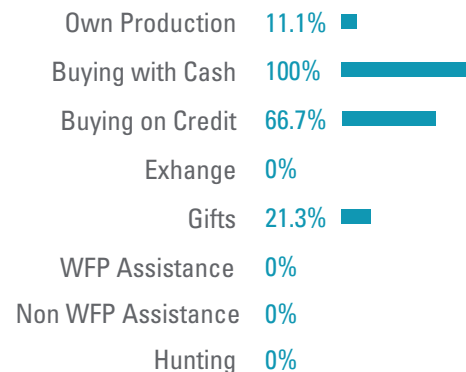 Own Production 11.1%
Buying with Cash 100%
Buying on Credit 66.7%
Exhange 0%
Gifts 21.3%
WFP Assistance 0%
Non WFP Assistance 0%
Hunting 0%